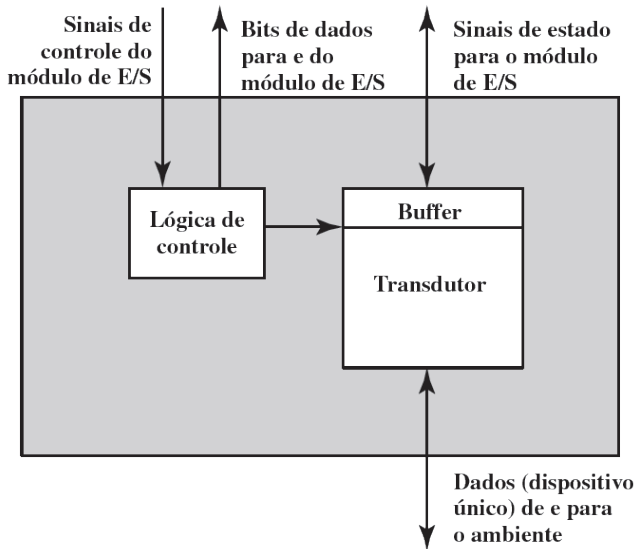 Sinais de
controle do
módulo de E/S
Bits de dados
para e do
módulo de E/S
Sinais de estado
para o módulo
de E/S
Lógica de
controle
Buffer
Transdutor
Dados (dispositivo
único) de e para
o ambiente